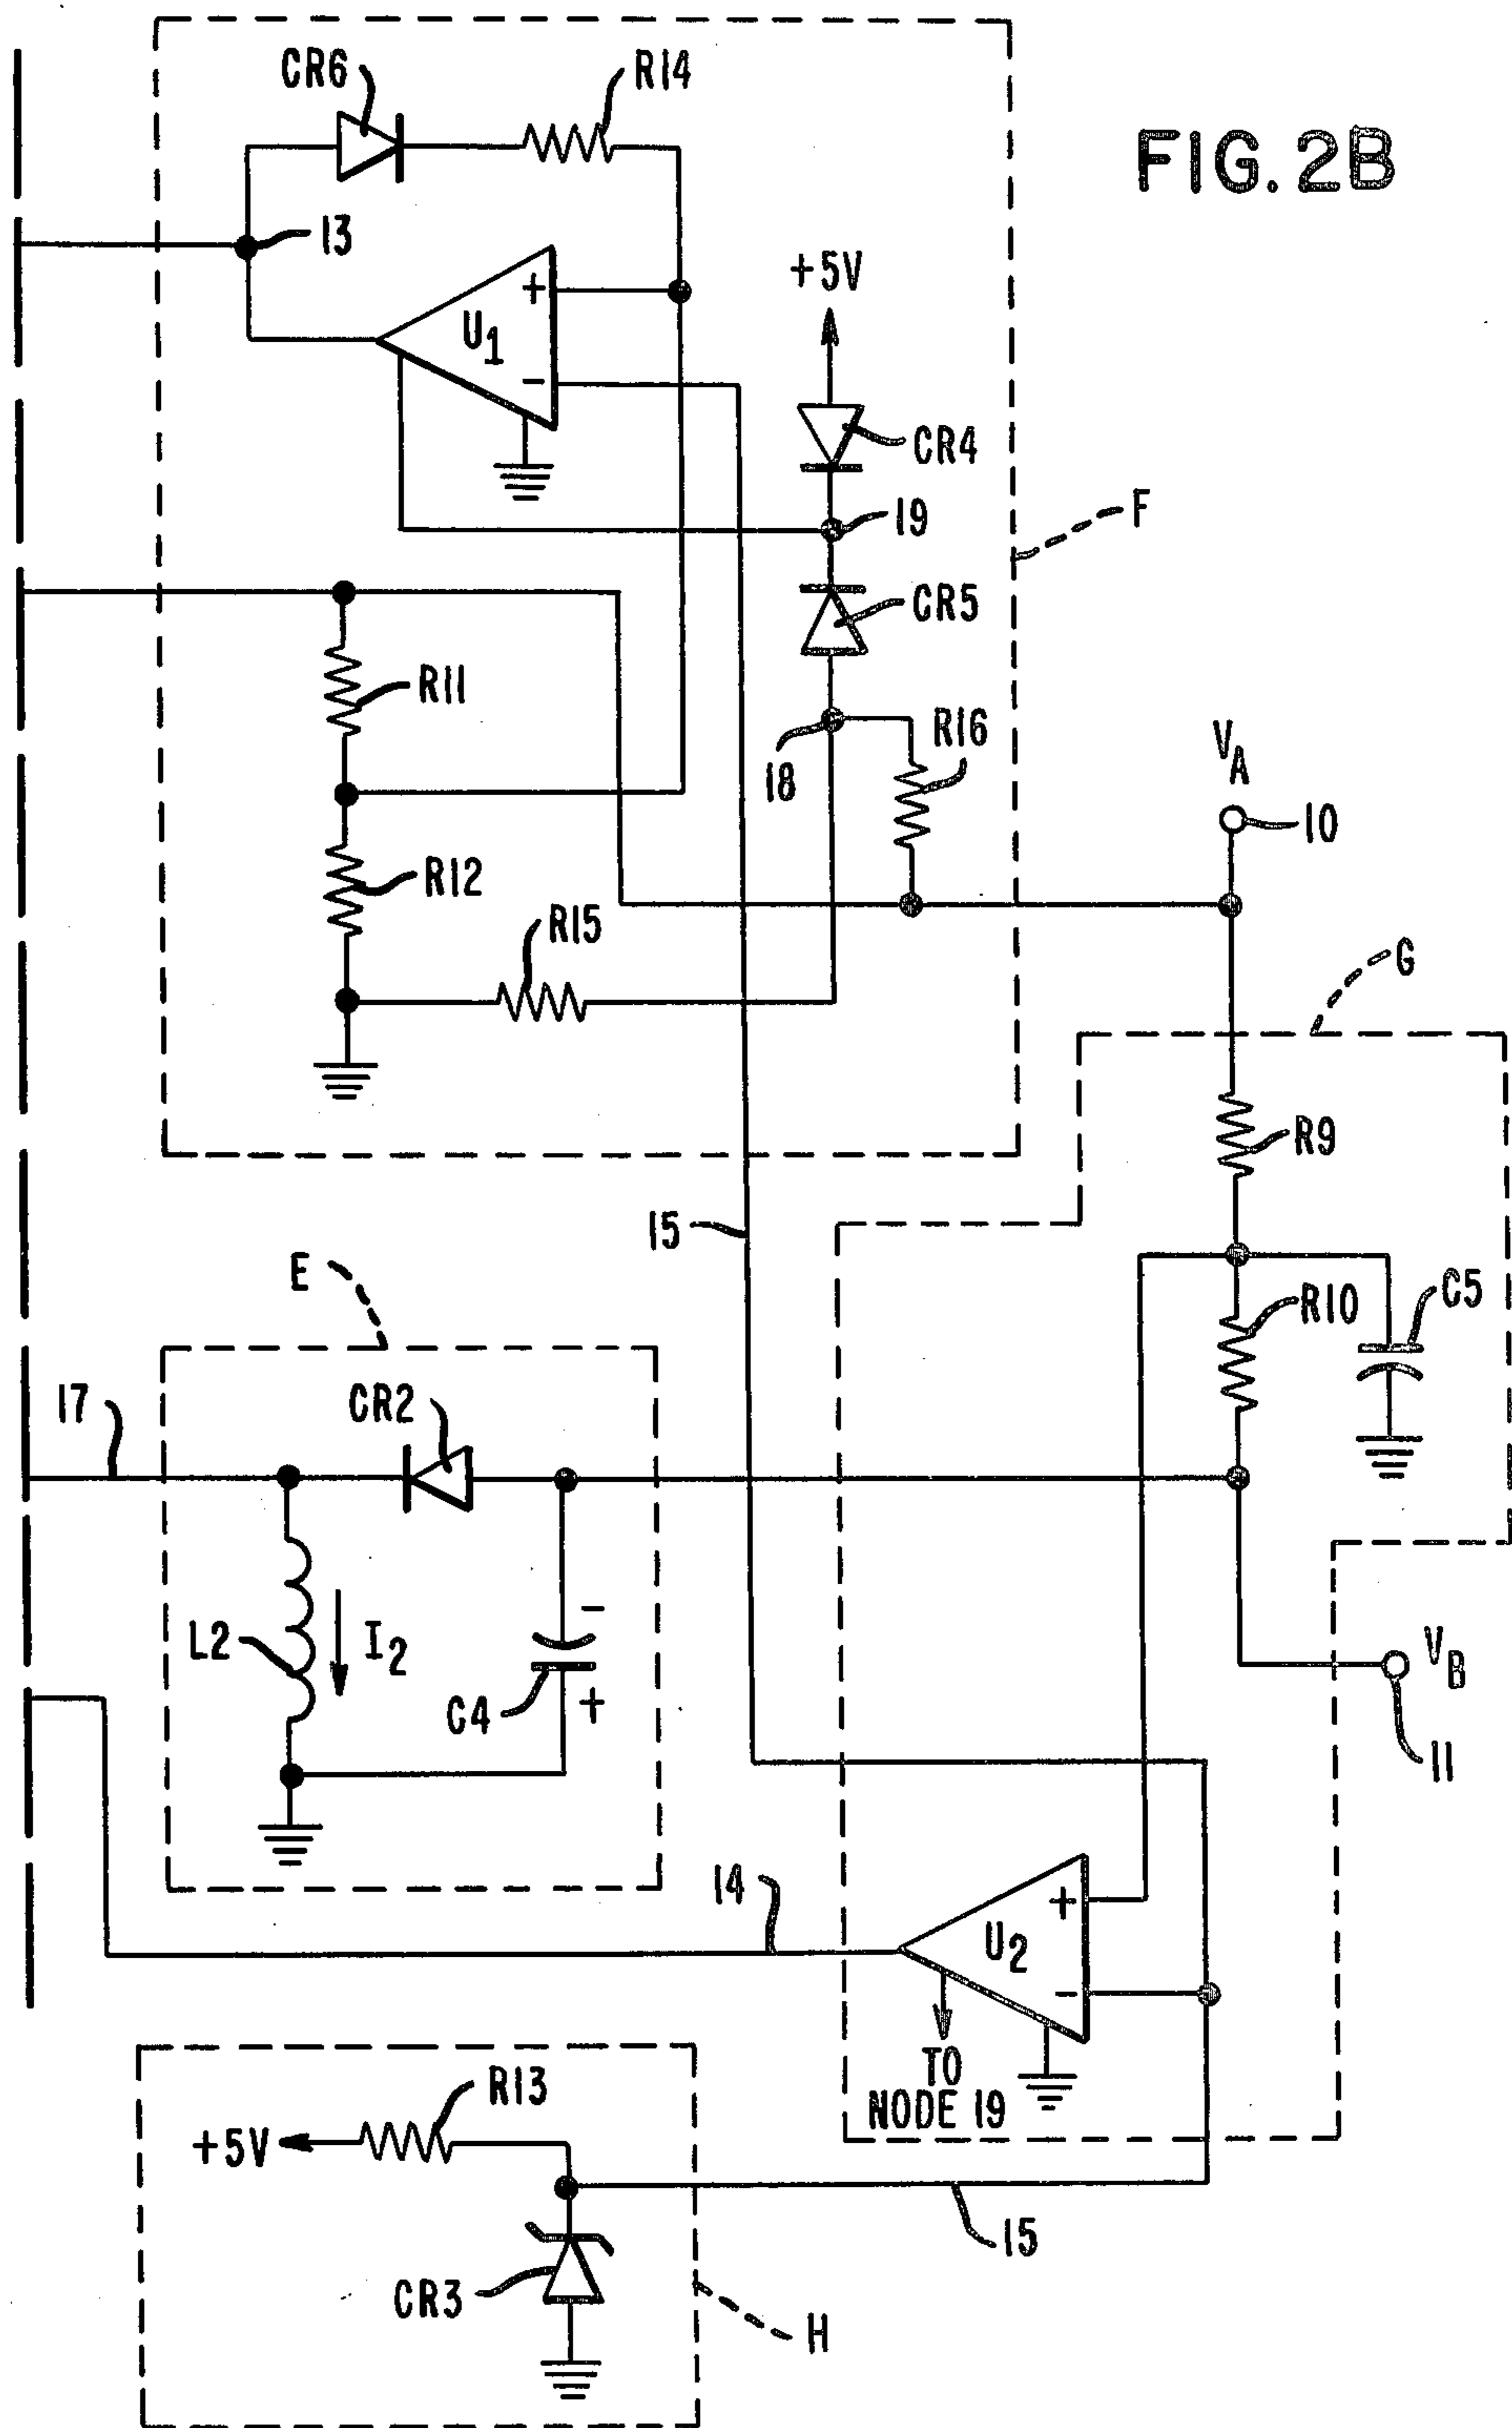 CR6
R14
FIG. 2B
13
+
U1
-
+5V
CR4
19
F
CR5
R11
R16
18
VA
10
R12
R15
G
R9
15
E
R10
C5
17
CR2
-
L2
I2
C4
+
VB
11
14
+
U2
-
TO
NODE 19
R13
+5V
15
CR3
H